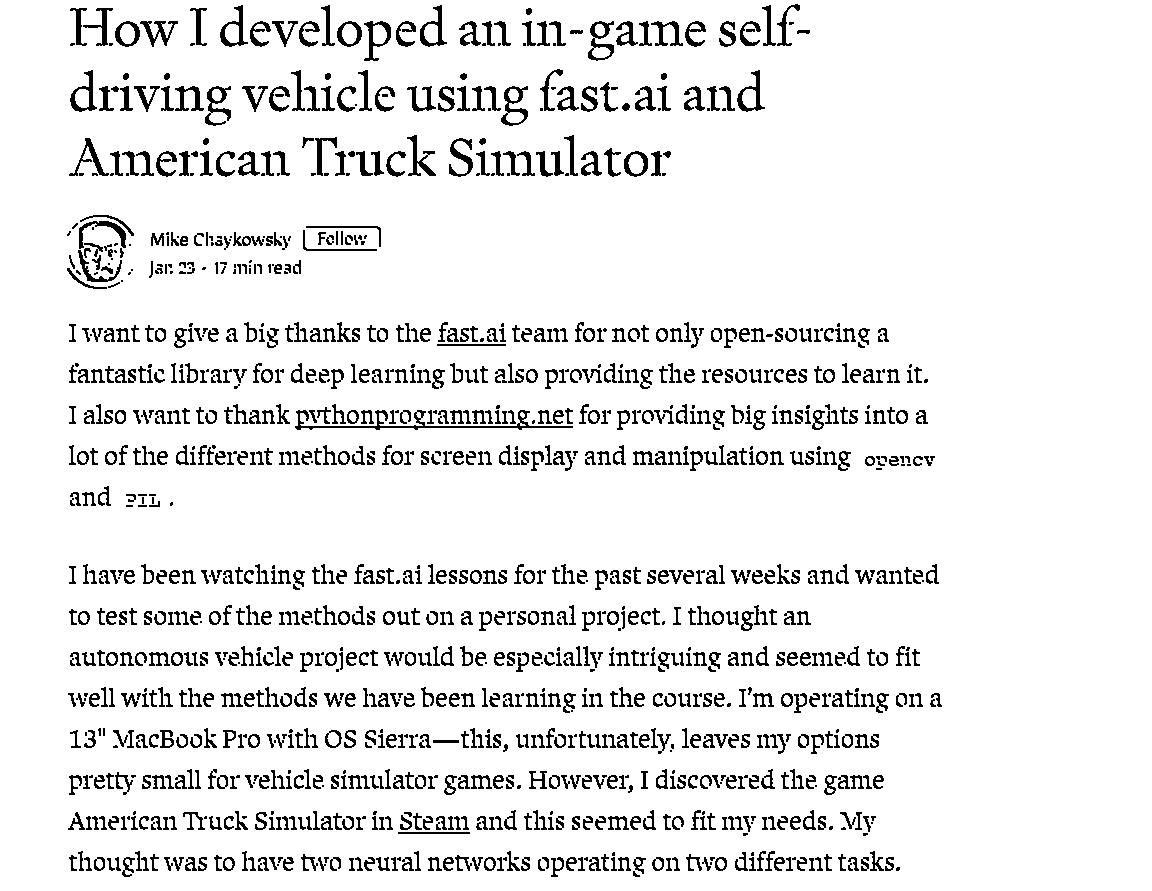 How I developed an in-game self-
driving vehicle using fast.ai and
American Truck Simulator
Mike Chaykowsky Follow
Jan 23 · 17 min read
I want to give a big thanks to the fast.ai team for not only open-sourcing a
fantastic library for deep learning but also providing the resources to learn it.
I also want to thank pythonprogramming.net for providing big insights into a
lot of the different methods for screen display and manipulation using opencv
and PIL .
I have been watching the fast.ai lessons for the past several weeks and wanted
to test some of the methods out on a personal project. I thought an
autonomous vehicle project would be especially intriguing and seemed to fit
well with the methods we have been learning in the course. I’m operating on a
13" MacBook Pro with OS Sierra—this, unfortunately, leaves my options
pretty small for vehicle simulator games. However, I discovered the game
American Truck Simulator in Steam and this seemed to fit my needs. My
thought was to have two neural networks operating on two different tasks.